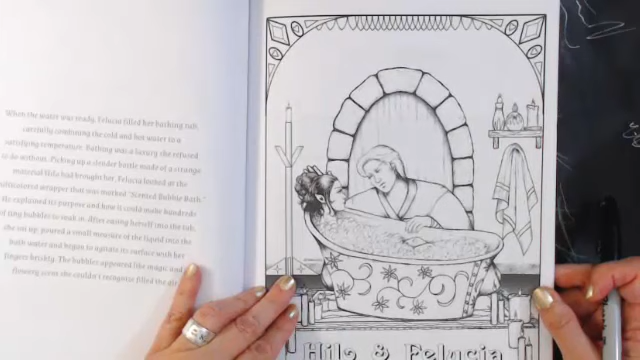 When the water was ready, Felucia filled her bathing tub,
carefully combining the cold and hot water to a
satisfying temperature. Bathing was a luxury she refused
to do without. Picking up a slender bottle made of a strange
material Hilo had brought her, Felucia looked at the
multicolored wrapper that was marked "Scented Bubble Bath."
He explained its purpose and how it could make hundreds
of tiny bubbles to soak in. After easing herself into the tub,
she sat up, poured a small measure of the liquid into the
bath water and began to agitate its surface with her
fingers briskly. The bubbles appeared like magic, and
flowing scent she couldn't recognize filled the air.
Hilo & Felucia